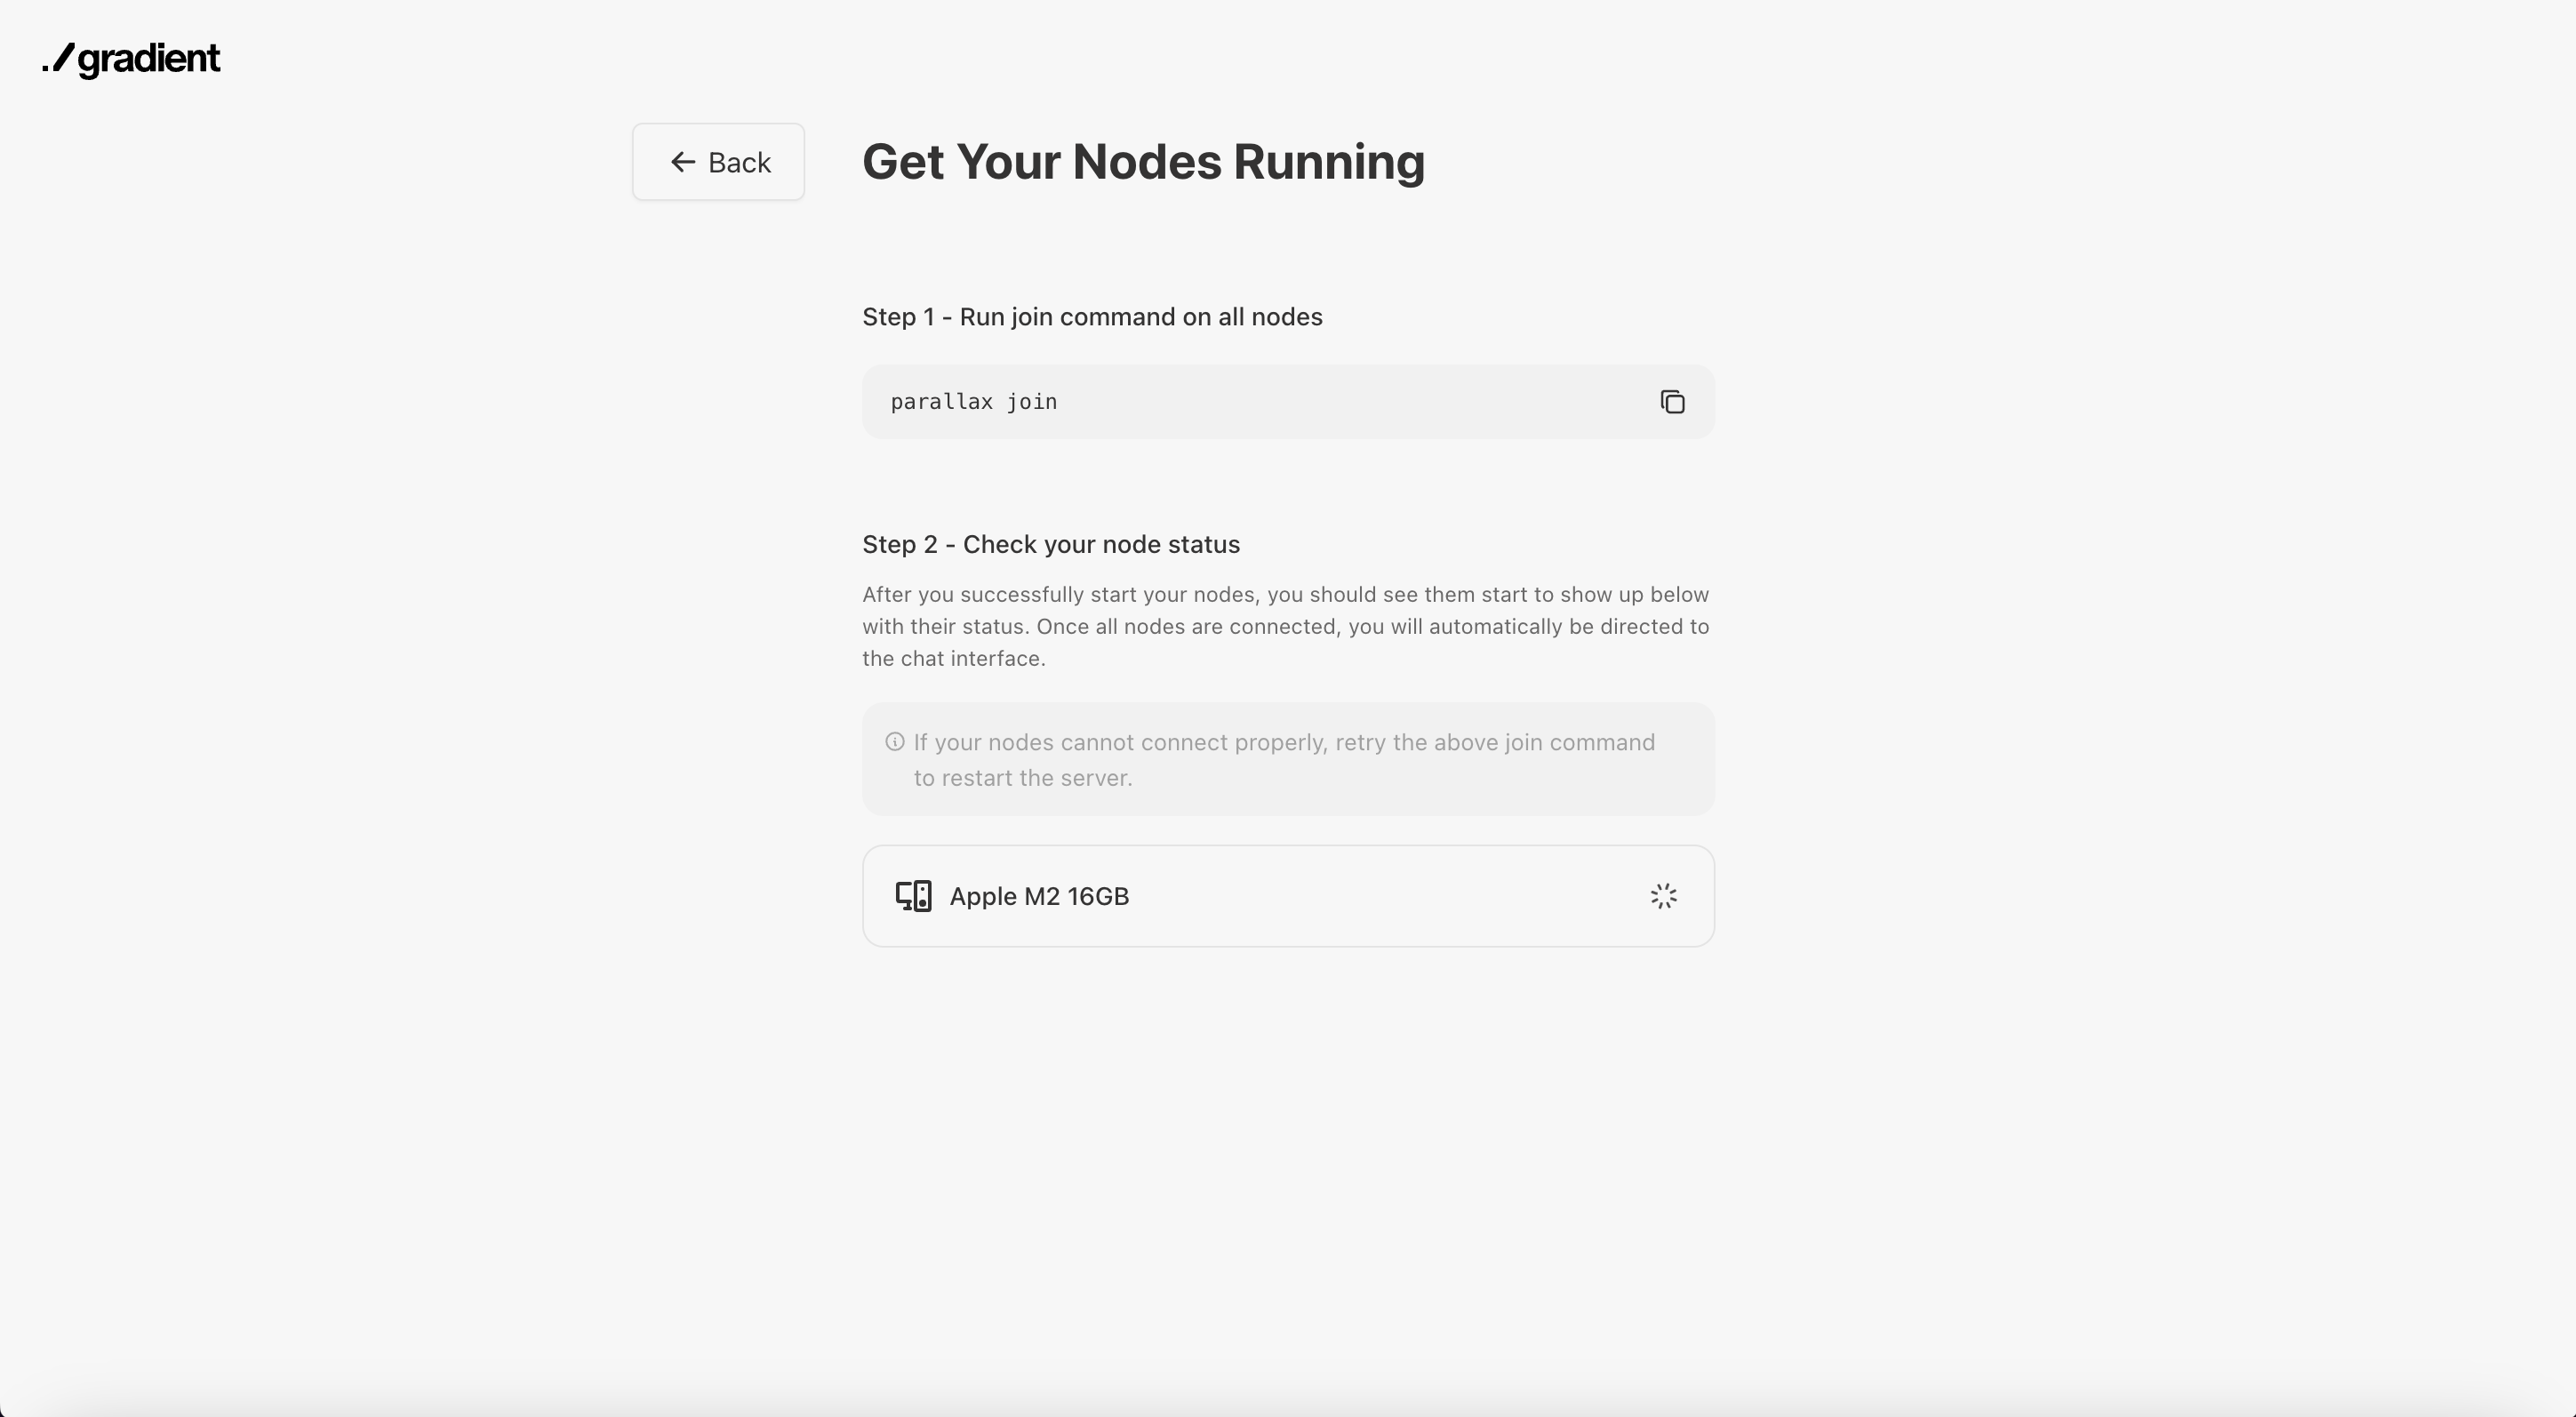 ./gradient
Back
Get Your Nodes Running
Step 1 - Run join command on all nodes
parallax join
Step 2 - Check your node status
After you successfully start your nodes, you should see them start to show up below
with their status. Once all nodes are connected, you will automatically be directed to
the chat interface.
If your nodes cannot connect properly, retry the above join command
to restart the server.
Apple M2 16GB